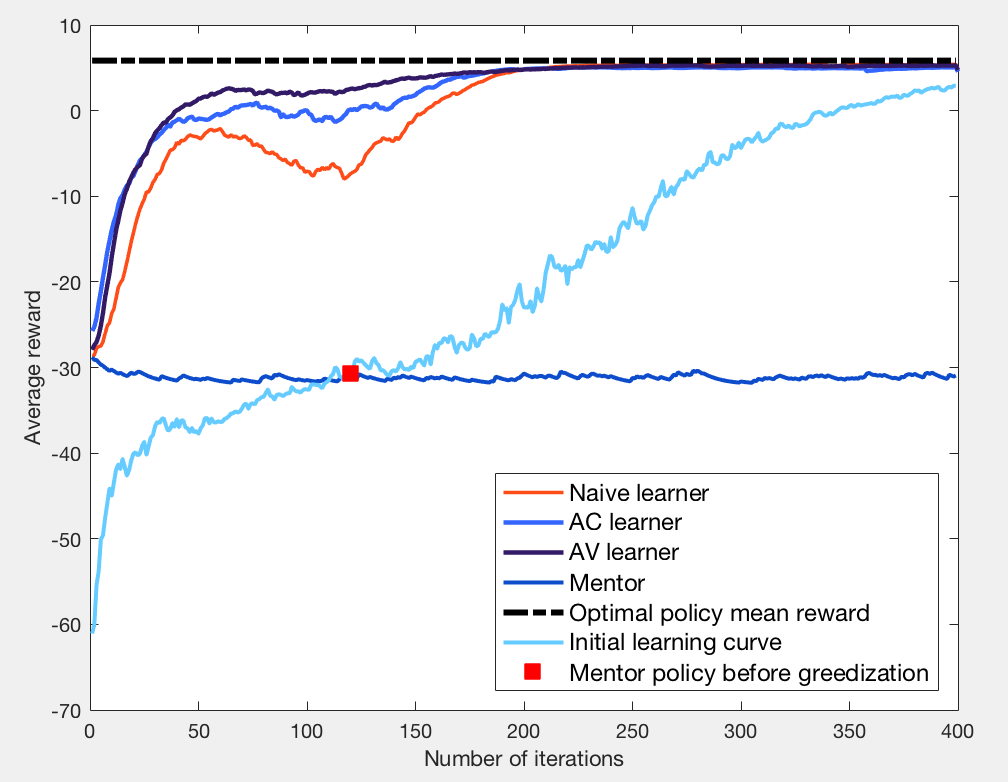 10
0
-10
-20
-30
-40
-50
-60
-70
Average reward
0 50 100 150 200 250 300 350 400
Number of iterations
Naive learner
AC learner
AV learner
Mentor
Optimal policy mean reward
Initial learning curve
Mentor policy before greedization